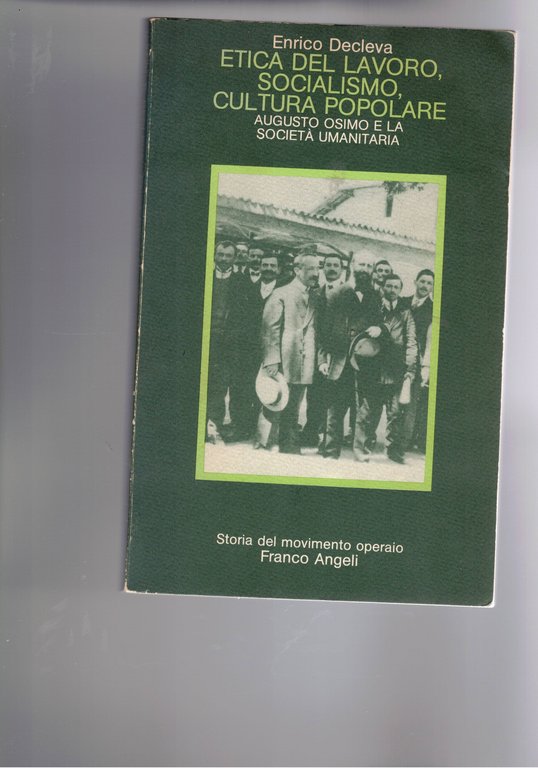 Enrico Decleva
ETICA DEL LAVORO,
SOCIALISMO,
CULTURA POPOLARE
AUGUSTO OSIMO E LA
SOCIETÀ UMANITARIA
Storia del movimento operaio
Franco Angeli